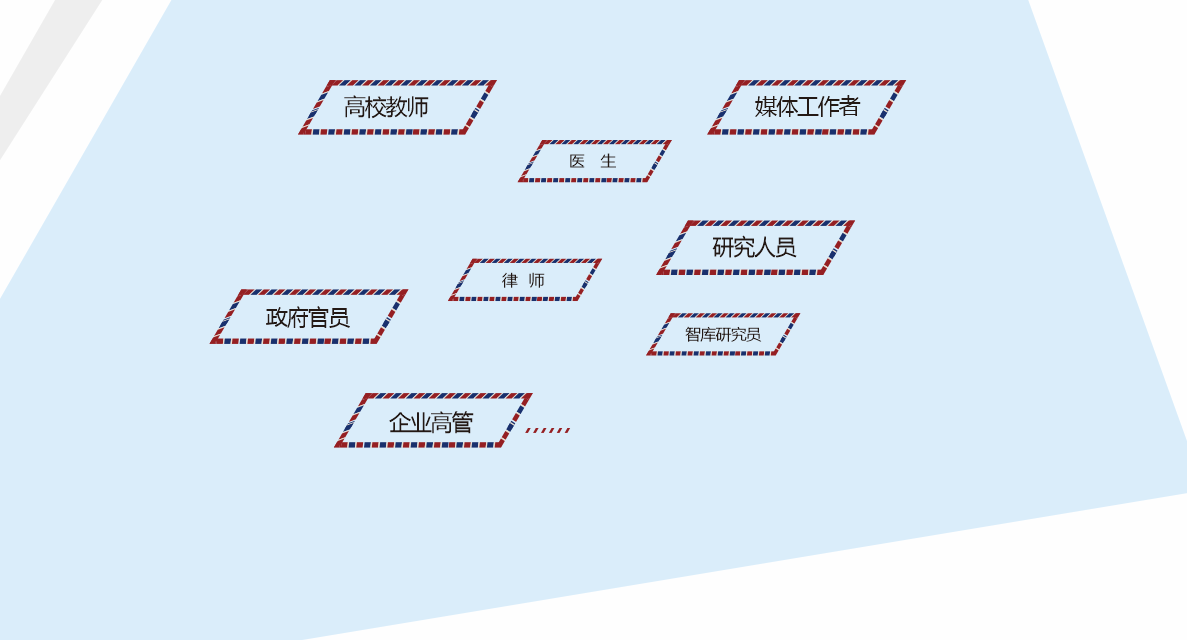 高校教师
媒体工作者
医 生
研究人员
律 师
政府官员
智库研究员
企业高管 ······